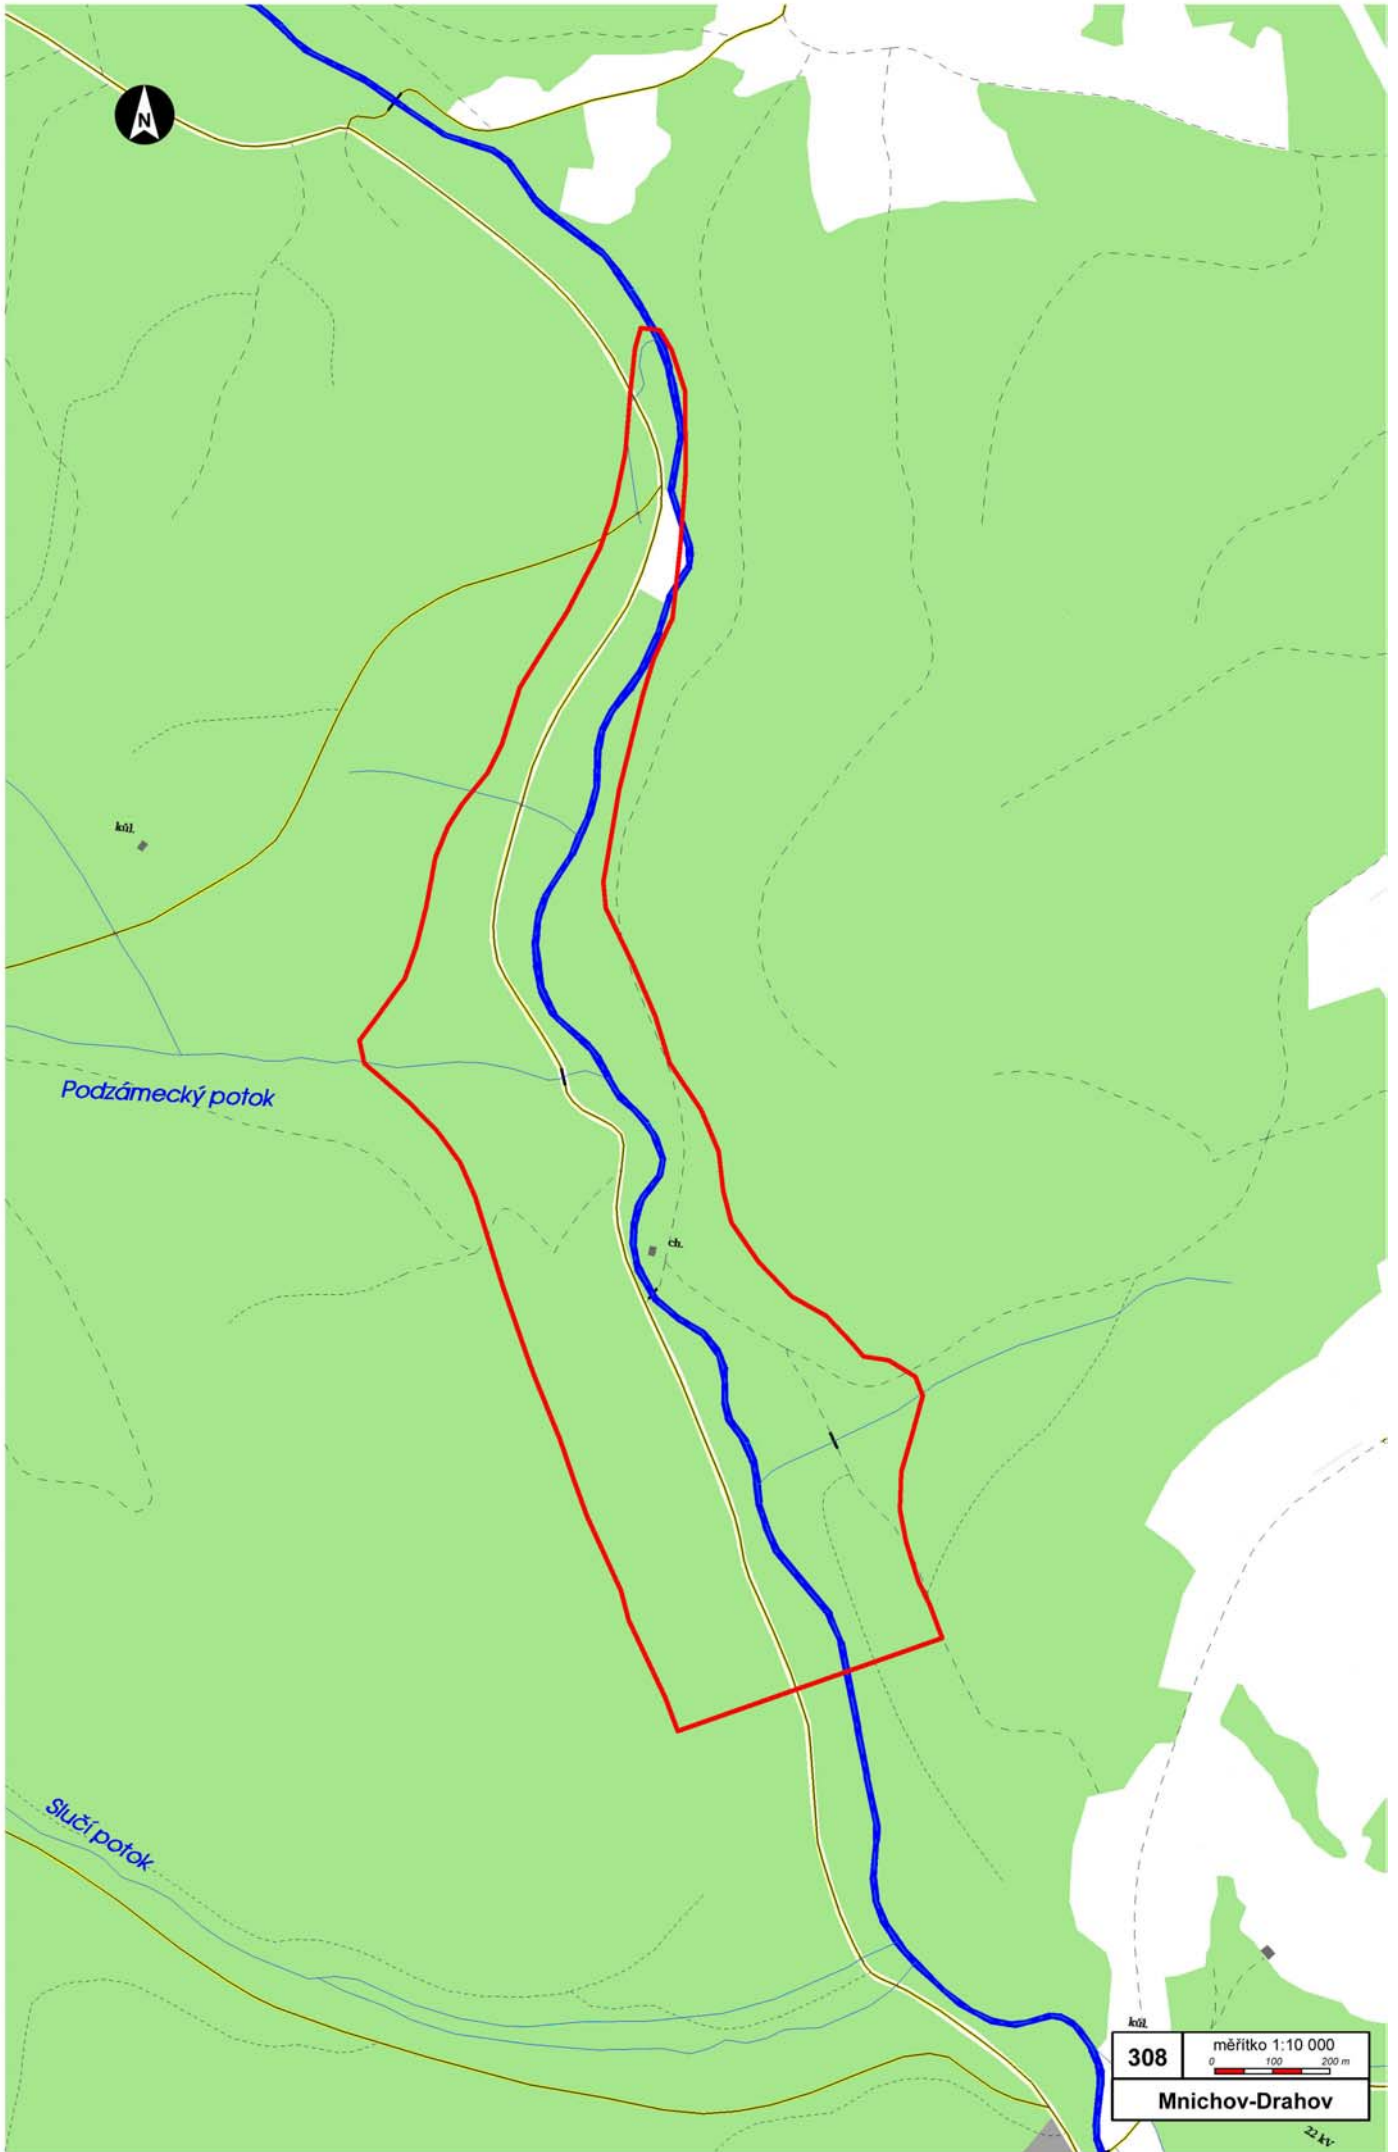 N
kůl.
Podzámecký potok
ch.
Slučí potok
kůl.
308
měřítko 1:10 000
0 100 200 m
Mnichov-Drahov
22 kV